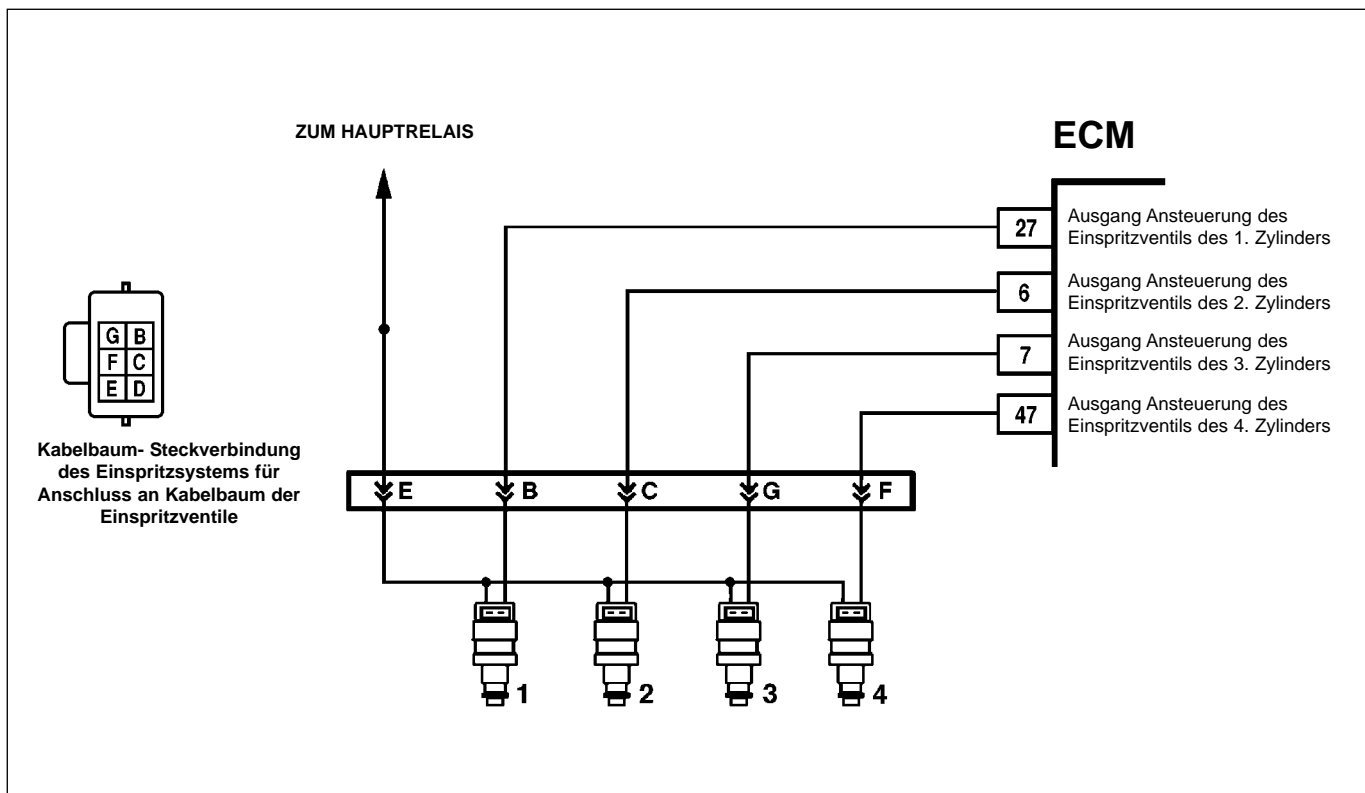 ZUM HAUPTRELAIS
ECM
27
Ausgang Ansteuerung des
Einspritzventils des 1. Zylinders
6
Ausgang Ansteuerung des
Einspritzventils des 2. Zylinders
7
Ausgang Ansteuerung des
Einspritzventils des 3. Zylinders
47
Ausgang Ansteuerung des
Einspritzventils des 4. Zylinders
G B
F C
E D
Kabelbaum- Steckverbindung
des Einspritzsystems für
Anschluss an Kabelbaum der
Einspritzventile
E B C G F
1 2 3 4